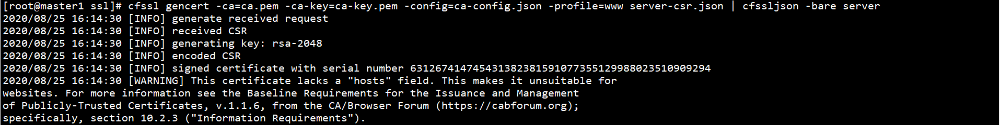 [root@master1 ssl]# cfssl gencert -ca=ca.pem -ca-key=ca-key.pem -config=ca-config.json -profile=www server-csr.json | cfssljson -bare server
2020/08/25 16:14:30 [INFO] generate received request
2020/08/25 16:14:30 [INFO] received CSR
2020/08/25 16:14:30 [INFO] generating key: rsa-2048
2020/08/25 16:14:30 [INFO] encoded CSR
2020/08/25 16:14:30 [INFO] signed certificate with serial number 631267414745431382381591077355129988023510909294
2020/08/25 16:14:30 [WARNING] This certificate lacks a "hosts" field. This makes it unsuitable for
websites. For more information see the Baseline Requirements for the Issuance and Management
of Publicly-Trusted Certificates, v.1.1.6, from the CA/Browser Forum (https://cabforum.org);
specifically, section 10.2.3 ("Information Requirements").